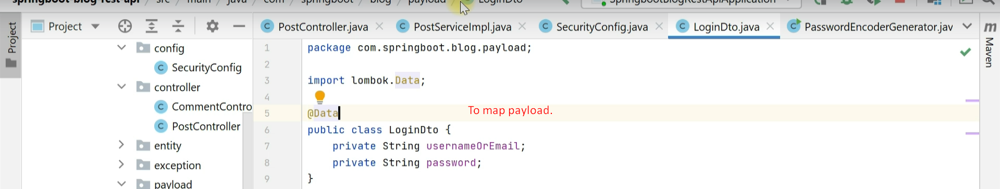 springboot-blog-rest-api / src / main / java / com / springboot / blog / payload / LoginDto SpringbootBlogRestApiApplication
Project
Project
PostController.java
PostServiceImpl.java
SecurityConfig.java
LoginDto.java
PasswordEncoderGenerator.jav
Maven
config
SecurityConfig
controller
CommentContro
PostController
entity
exception
payload
1 package com.springboot.blog.payload;
2
3 import lombok.Data;
4
5 @Data
To map payload.
6 public class LoginDto {
7 private String usernameOrEmail;
8 private String password;
9 }